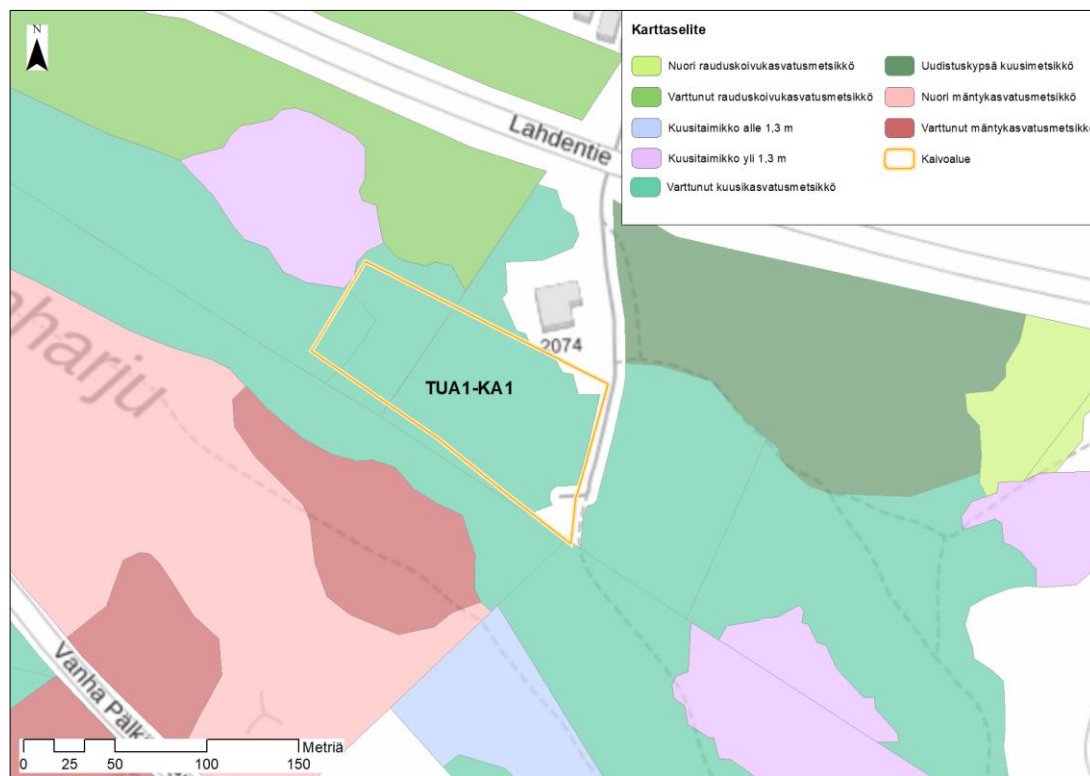 N
Karttaselite
Nuori rauduskoivukasvatusmetsikkö
Varttunut rauduskoivukasvatusmetsikkö
Kuusitaimikko alle 1,3 m
Kuusitaimikko yli 1,3 m
Varttunut kuusikasvatusmetsikkö
Uudistuskypsä kuusimetsikkö
Nuori mäntykasvatusmetsikkö
Varttunut mäntykasvatusmetsikkö
Kaivoalue
Lahdentie
2074
TUA1-KA1
harju
Vanha
Metriä
0 25 50 100 150